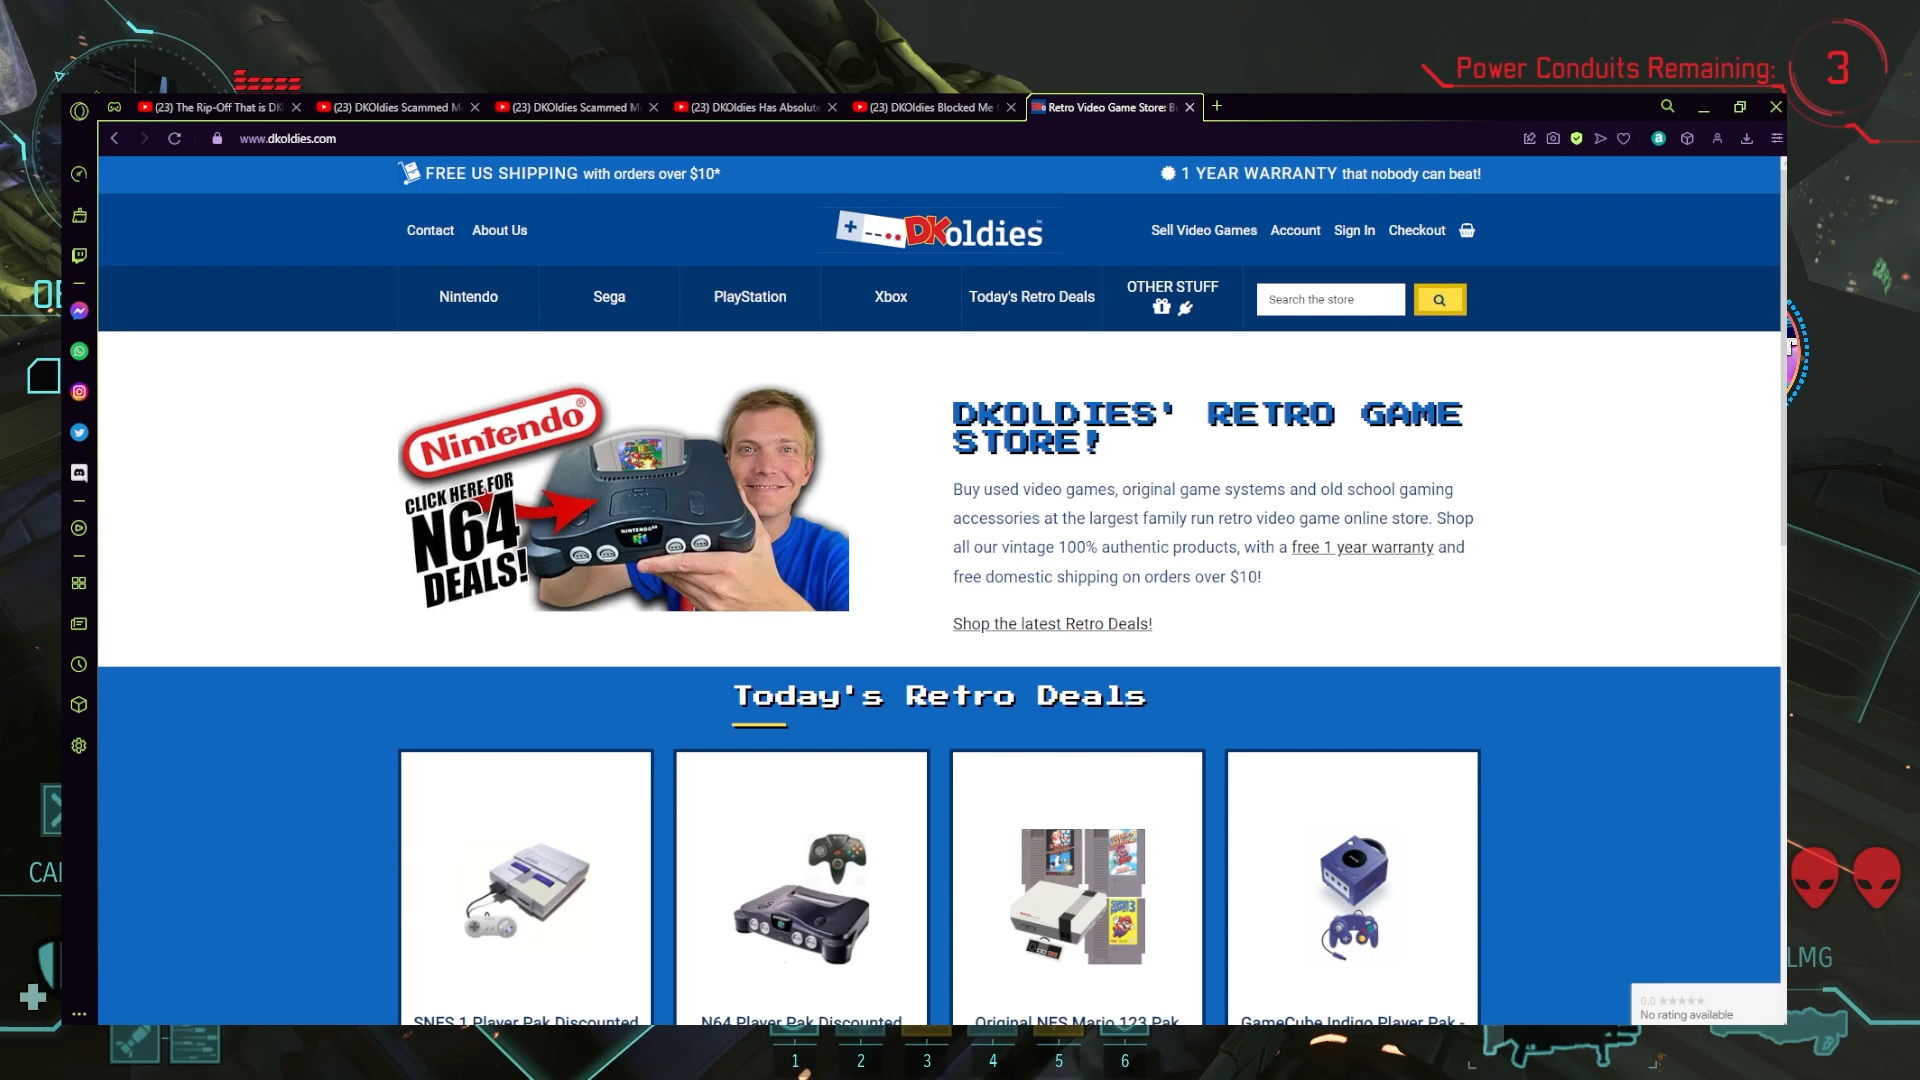 Power Conduits Remaining: 3
(23) The Rip-Off That is DK
(23) DKOldies Scammed M
(23) DKOldies Scammed M
(23) DKOldies Has Absolute
(23) DKOldies Blocked Me
Retro Video Game Store: B
www.dkoldies.com
FREE US SHIPPING with orders over $10*
1 YEAR WARRANTY that nobody can beat!
Contact
About Us
DKoldies™
Sell Video Games
Account
Sign In
Checkout
Nintendo
Sega
PlayStation
Xbox
Today's Retro Deals
OTHER STUFF
Search the store
Nintendo®
CLICK HERE FOR
N64
DEALS!
DKOLDIES' RETRO GAME
STORE!
Buy used video games, original game systems and old school gaming
accessories at the largest family run retro video game online store. Shop
all our vintage 100% authentic products, with a free 1 year warranty and
free domestic shipping on orders over $10!
Shop the latest Retro Deals!
Today's Retro Deals
SNES 1 Player Pak Discounted
N64 Player Pak Discounted
Original NES Mario 123 Pak
GameCube Indigo Player Pak -
0.0
No rating available
CAI
LMG
1
2
3
4
5
6